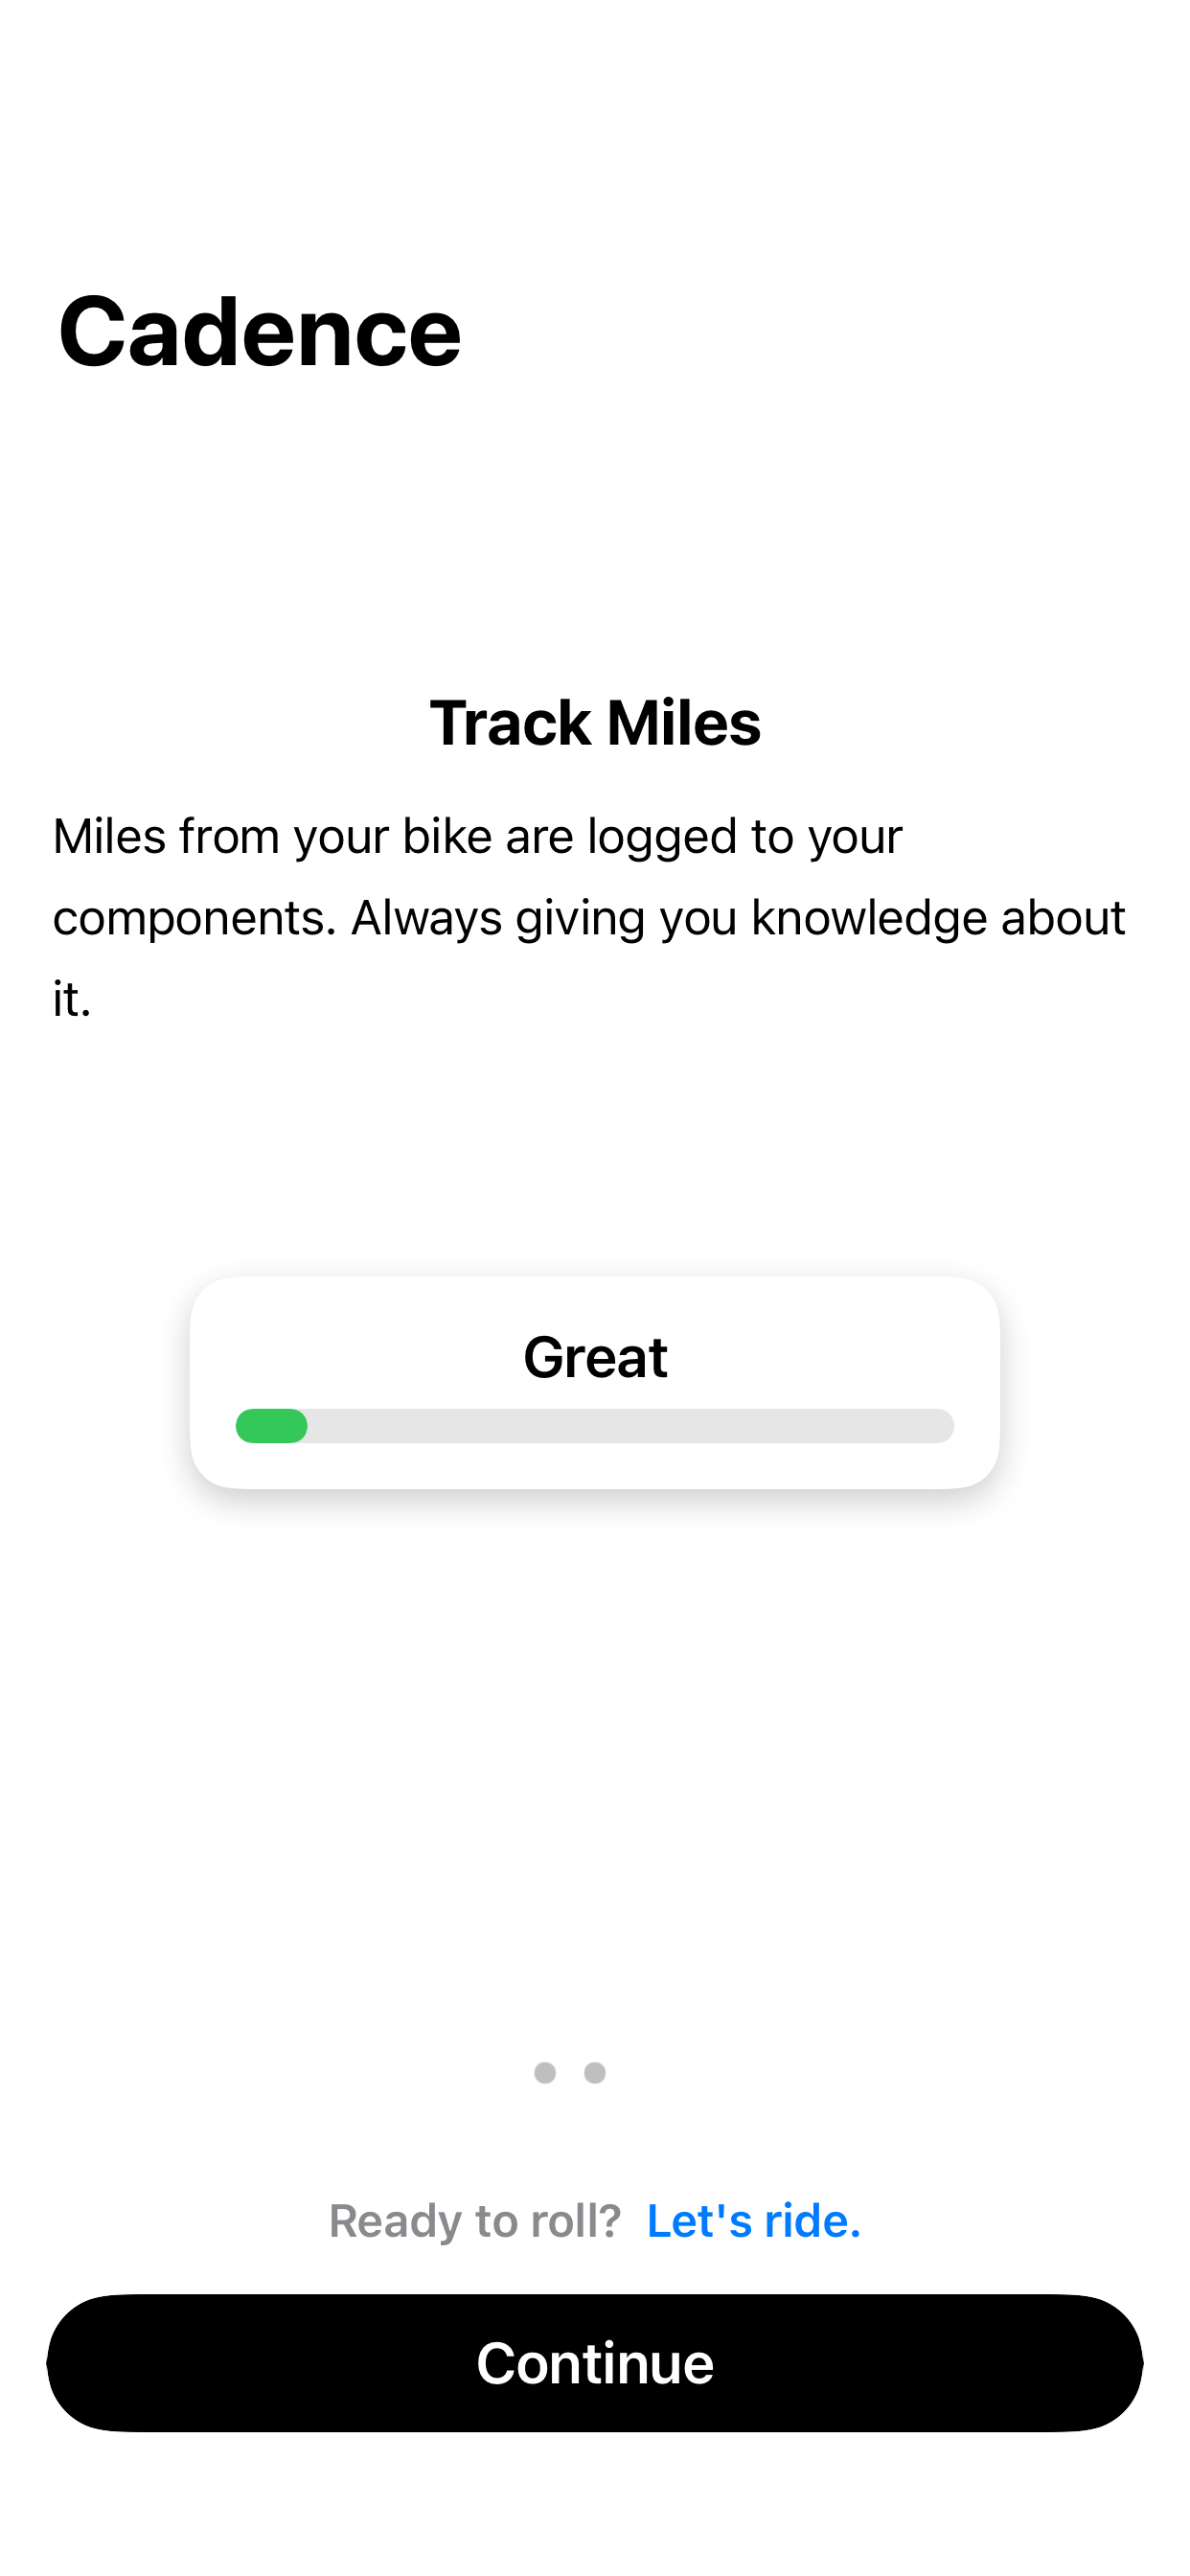 Cadence
Track Miles
Miles from your bike are logged to your
components. Always giving you knowledge about
it.
Great
Ready to roll? Let's ride.
Continue